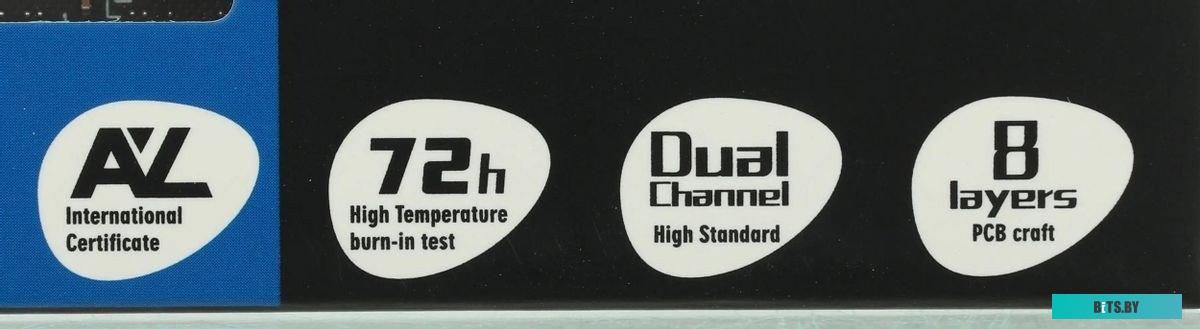 AVL
International
Certificate
72h
High Temperature
burn-in test
Dual
Channel
High Standard
8
layers
PCB craft
BiTS.BY